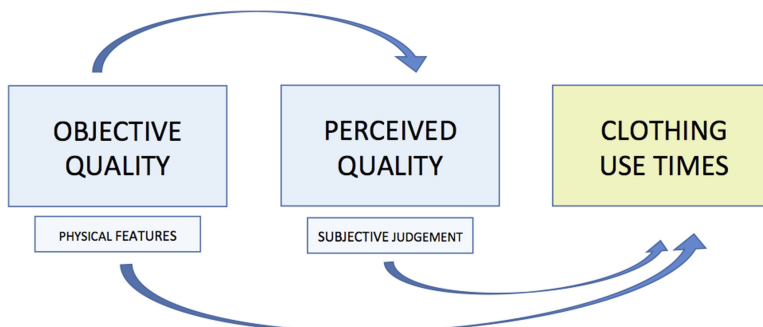 OBJECTIVE
QUALITY
PERCEIVED
QUALITY
CLOTHING
USE TIMES
PHYSICAL FEATURES
SUBJECTIVE JUDGEMENT